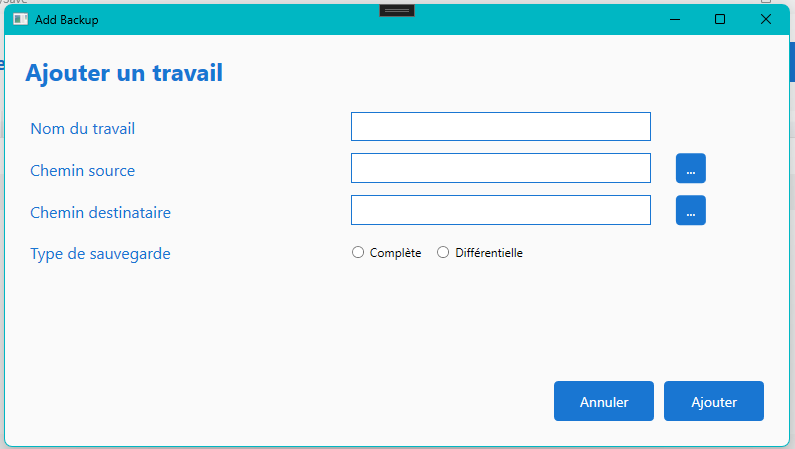 Add Backup
Ajouter un travail
Nom du travail
Chemin source
...
Chemin destinataire
...
Type de sauvegarde Complète Différentielle
Annuler Ajouter